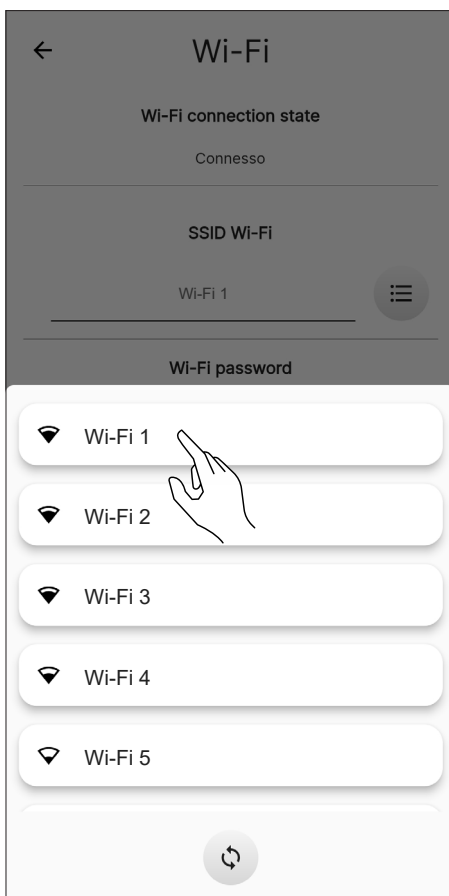 Wi-Fi
Wi-Fi connection state
Connesso
SSID Wi-Fi
Wi-Fi 1
Wi-Fi password
Wi-Fi 1
Wi-Fi 2
Wi-Fi 3
Wi-Fi 4
Wi-Fi 5